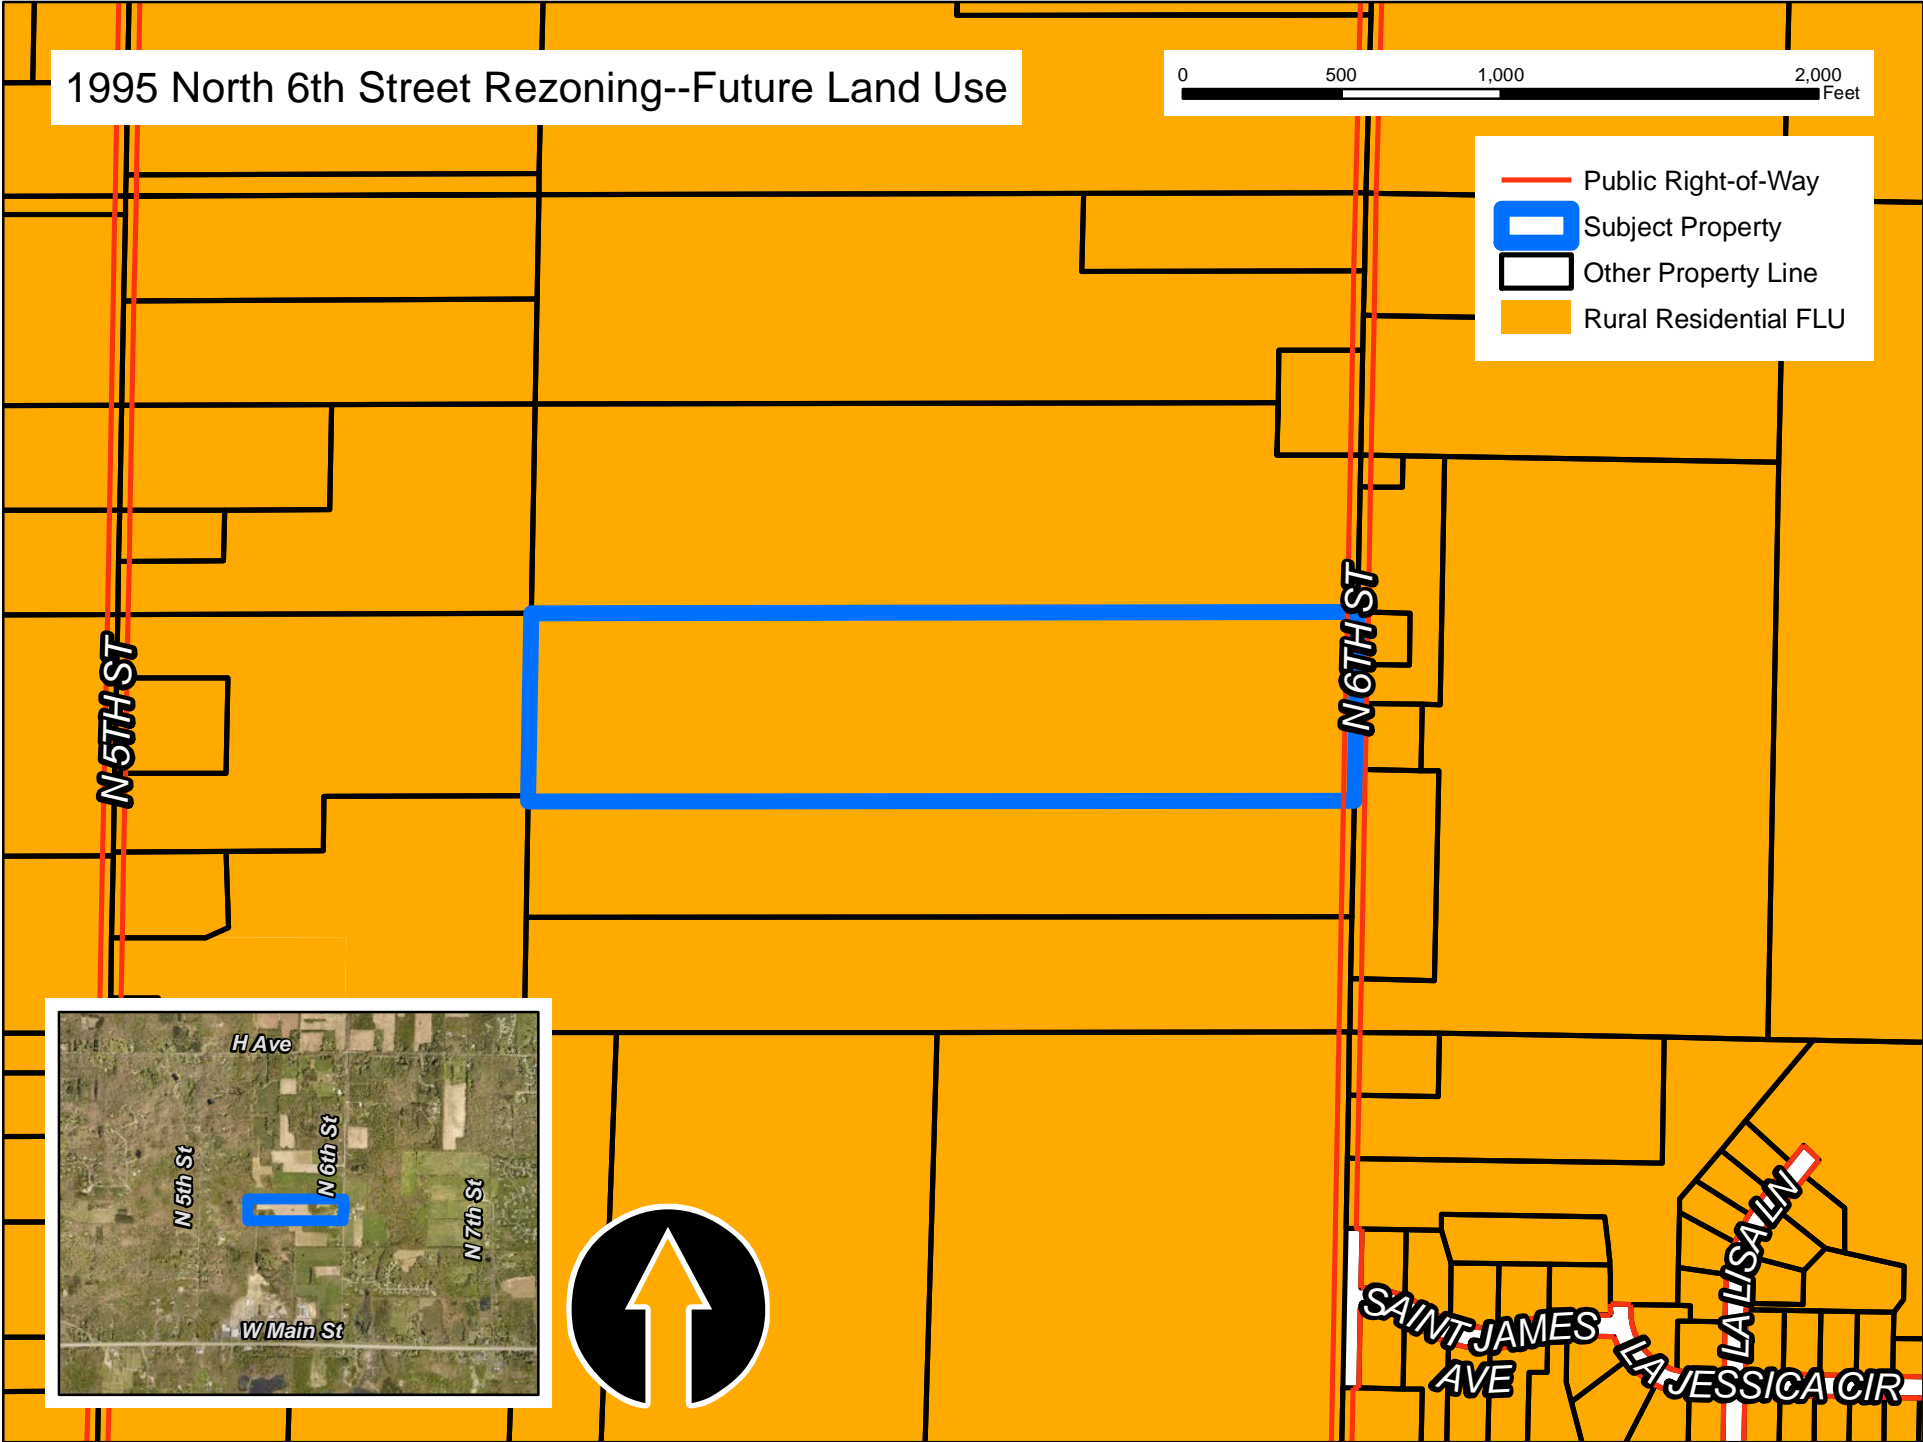 1995 North 6th Street Rezoning--Future Land Use
0 500 1,000 2,000
Feet
Public Right-of-Way
Subject Property
Other Property Line
Rural Residential FLU
N 5TH ST
N 6TH ST
H Ave
N 5th St
N 6th St
N 7th St
W Main St
SAINT JAMES
AVE
LA LISA LN
LA JESSICA CIR